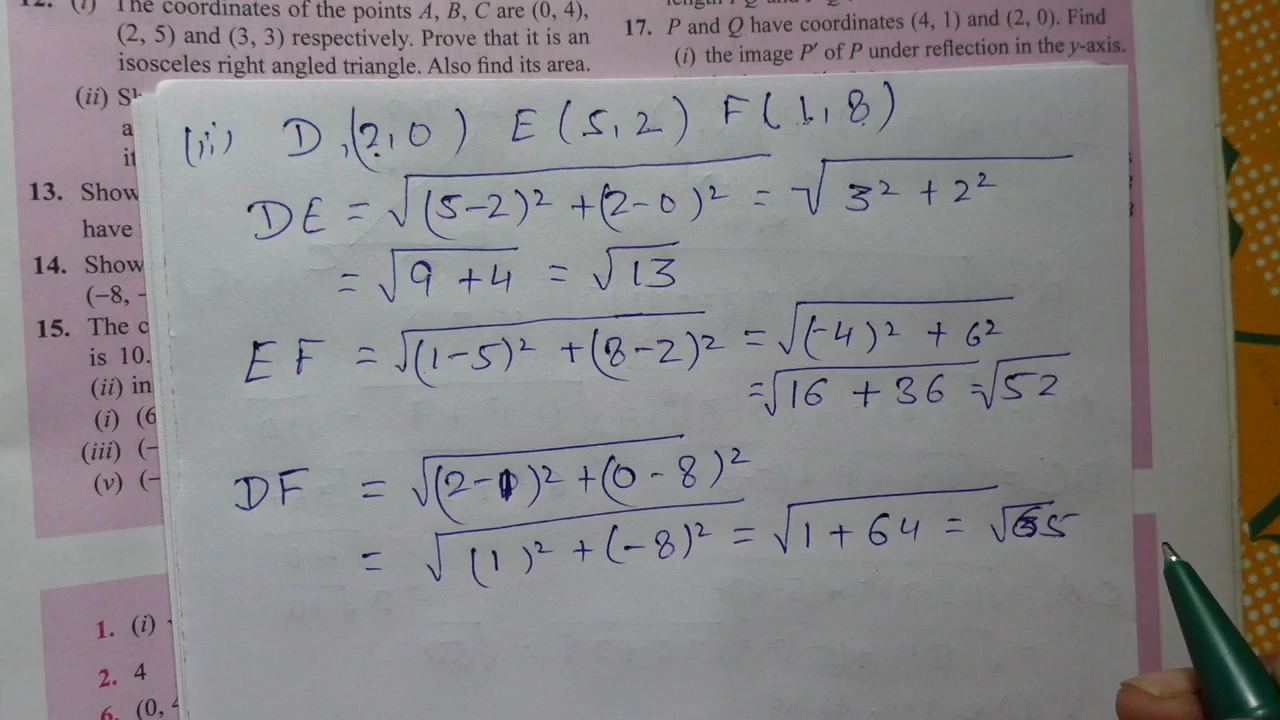 12. (i) The coordinates of the points A, B, C are (0, 4),
(2, 5) and (3, 3) respectively. Prove that it is an
isosceles right angled triangle. Also find its area.
(ii)
13. Show
have
14. Show
(-8, -
15. The c
is 10.
(ii) in
(i) (6
(iii) (-
(v) (-
1. (i)
2. 4
6. (0, 4
17. P and Q have coordinates (4, 1) and (2, 0). Find
(i) the image P′ of P under reflection in the y-axis.
(ii) D, (2,0) E (5,2) F (1,8)
DE = √(5-2)² + (2-0)² = √3² + 2²
= √9 + 4 = √13
EF = √(1-5)² + (8-2)² = √(-4)² + 6²
= √16 + 36 = √52
DF = √(2-1)² + (0-8)²
= √(1)² + (-8)² = √1 + 64 = √65